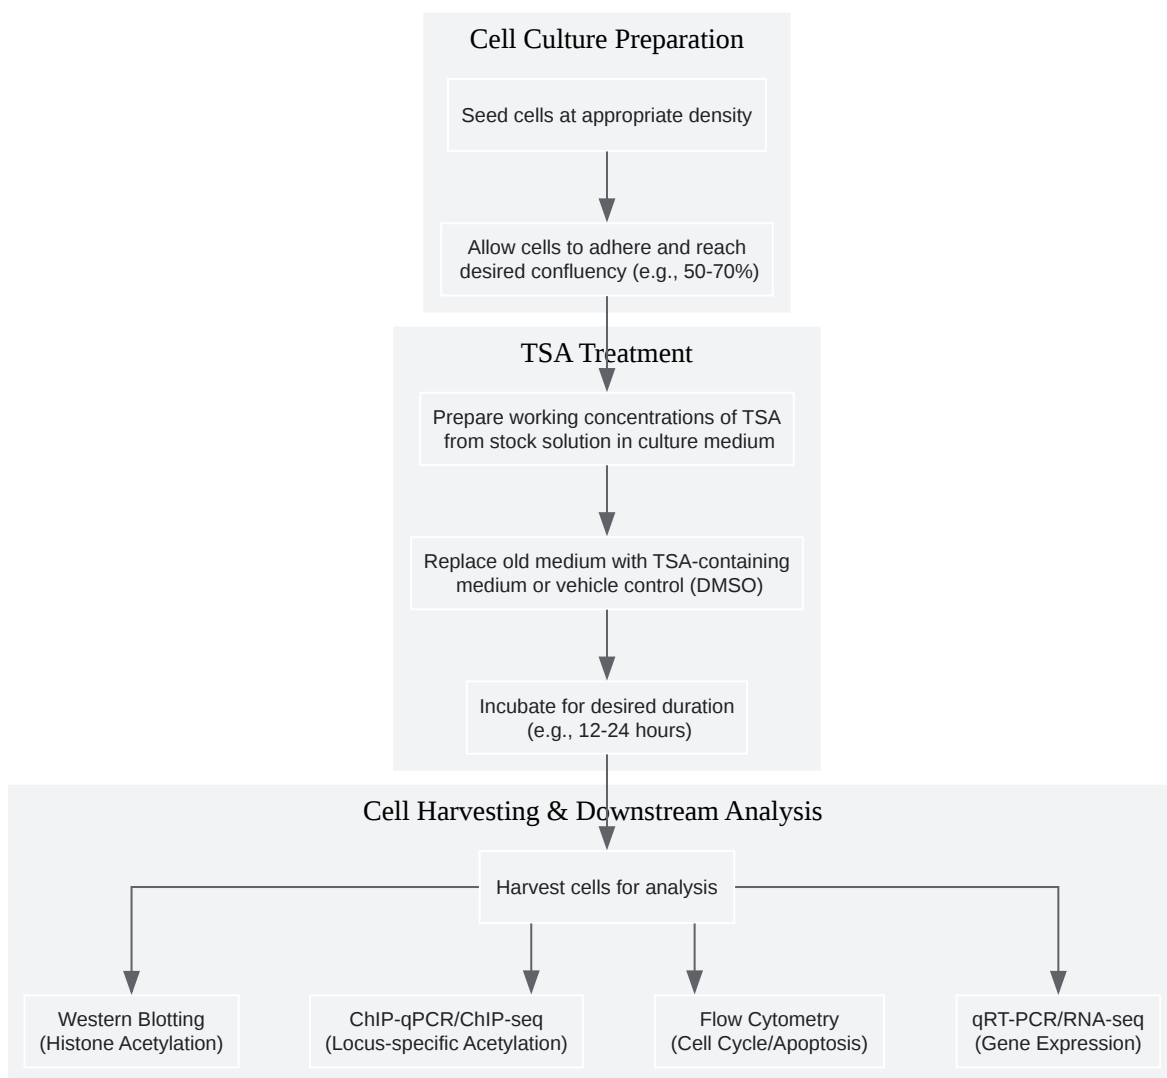 Cell Culture Preparation
Seed cells at appropriate density
Allow cells to adhere and reach
desired confluency (e.g., 50-70%)
TSA Treatment
Prepare working concentrations of TSA
from stock solution in culture medium
Replace old medium with TSA-containing
medium or vehicle control (DMSO)
Incubate for desired duration
(e.g., 12-24 hours)
Cell Harvesting & Downstream Analysis
Harvest cells for analysis
Western Blotting
(Histone Acetylation)
ChIP-qPCR/ChIP-seq
(Locus-specific Acetylation)
Flow Cytometry
(Cell Cycle/Apoptosis)
qRT-PCR/RNA-seq
(Gene Expression)